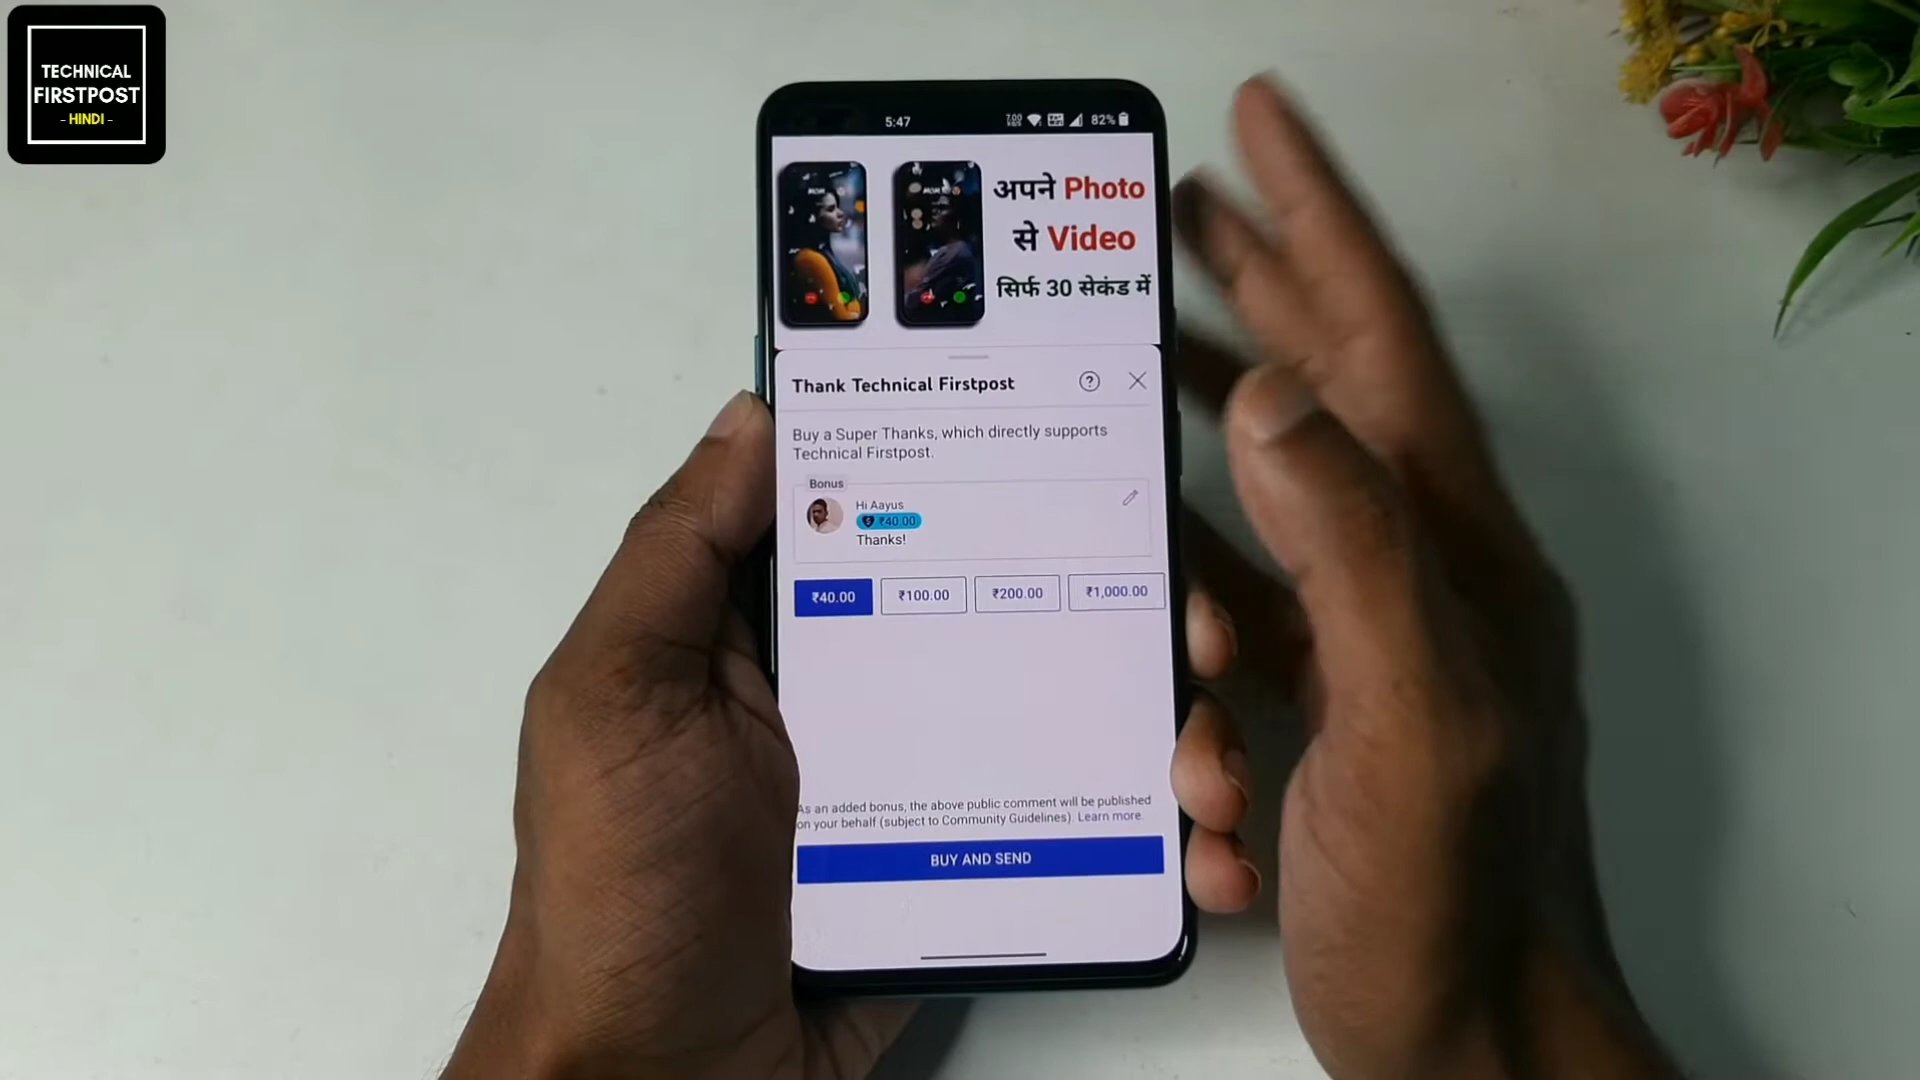 TECHNICAL
FIRSTPOST
- HINDI -
5:47
82%
अपने Photo
से Video
सिर्फ 30 सेकंड में
MOM
Thank Technical Firstpost
Buy a Super Thanks, which directly supports
Technical Firstpost.
Bonus
Hi Aayus
₹40.00
Thanks!
₹40.00
₹100.00
₹200.00
₹1,000.00
As an added bonus, the above public comment will be published
on your behalf (subject to Community Guidelines). Learn more.
BUY AND SEND